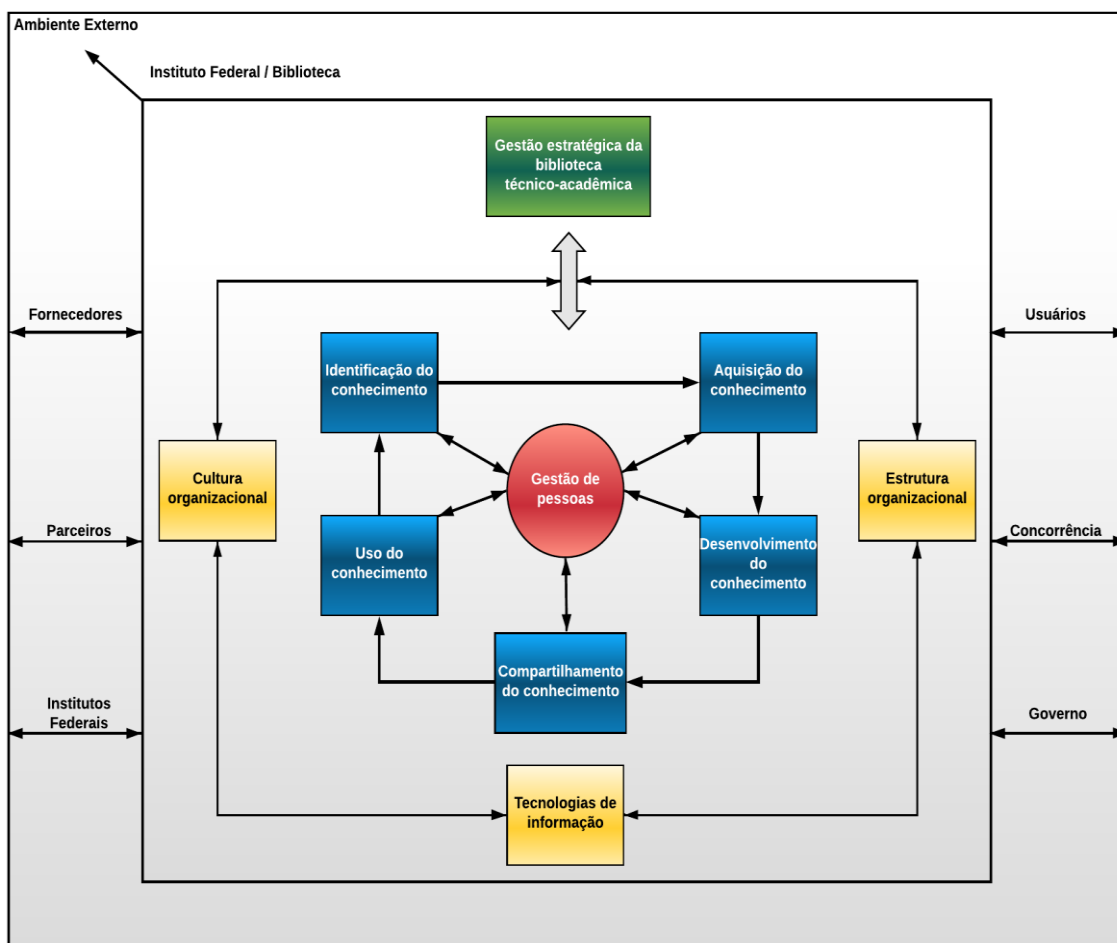 Ambiente Externo
Instituto Federal / Biblioteca
Gestão estratégica da
biblioteca
técnico-acadêmica
Fornecedores
Usuários
Identificação do
conhecimento
Aquisição do
conhecimento
Cultura
organizacional
Gestão de
pessoas
Estrutura
organizacional
Parceiros
Concorrência
Uso do
conhecimento
Desenvolvimento
do
conhecimento
Compartilhamento
do conhecimento
Institutos
Federais
Governo
Tecnologias de
informação